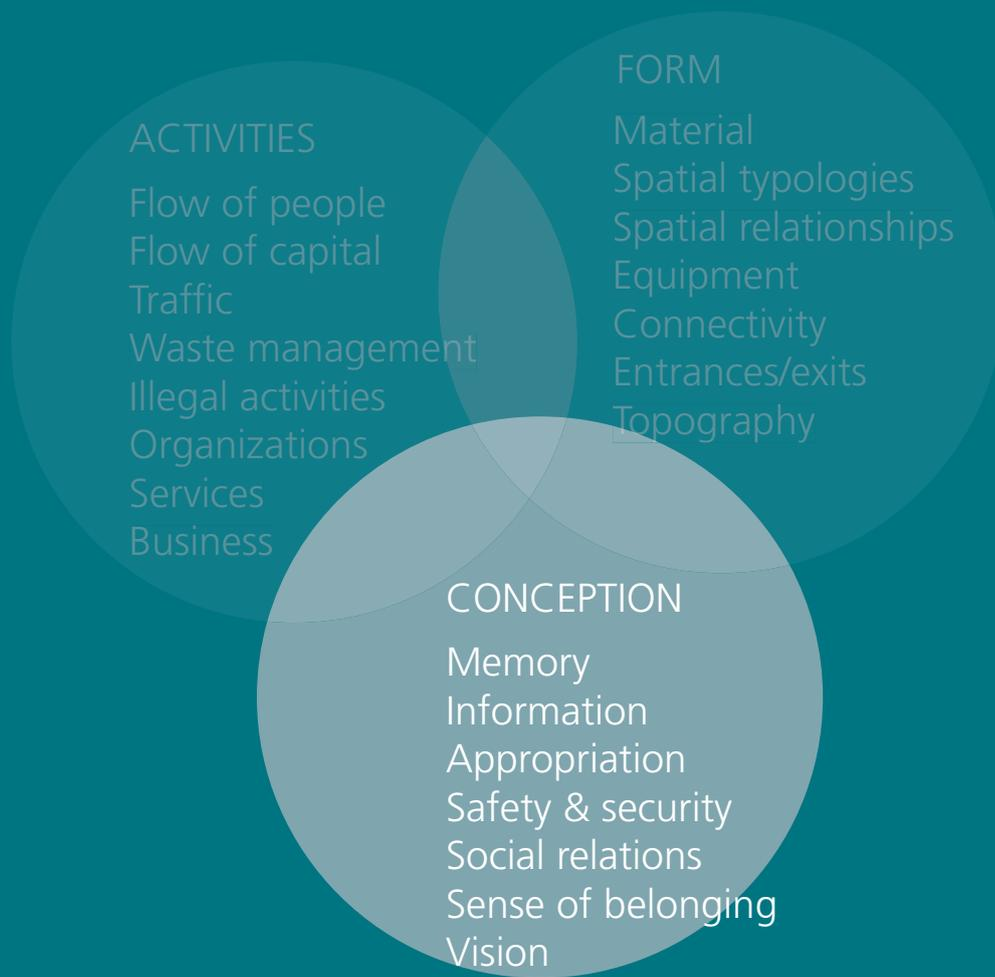 ACTIVITIES
Flow of people
Flow of capital
Traffic
Waste management
Illegal activities
Organizations
Services
Business
FORM
Material
Spatial typologies
Spatial relationships
Equipment
Connectivity
Entrances/exits
Topography
CONCEPTION
Memory
Information
Appropriation
Safety & security
Social relations
Sense of belonging
Vision